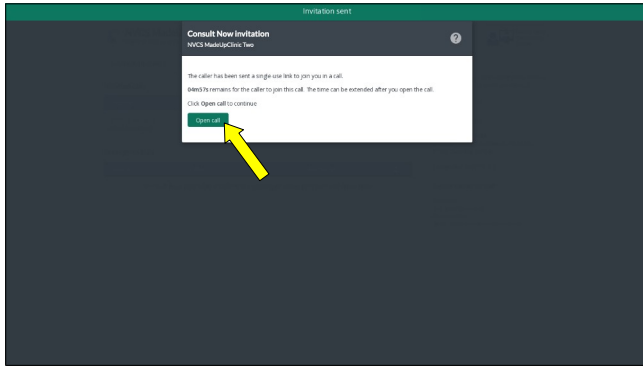 Invitation sent
Consult Now invitation
NVCS MadeUpClinic Two
?
The caller has been sent a single use link to join you in a call.
04m57s remains for the caller to join this call. The time can be extended after you open the call.
Click Open call to continue
Open call